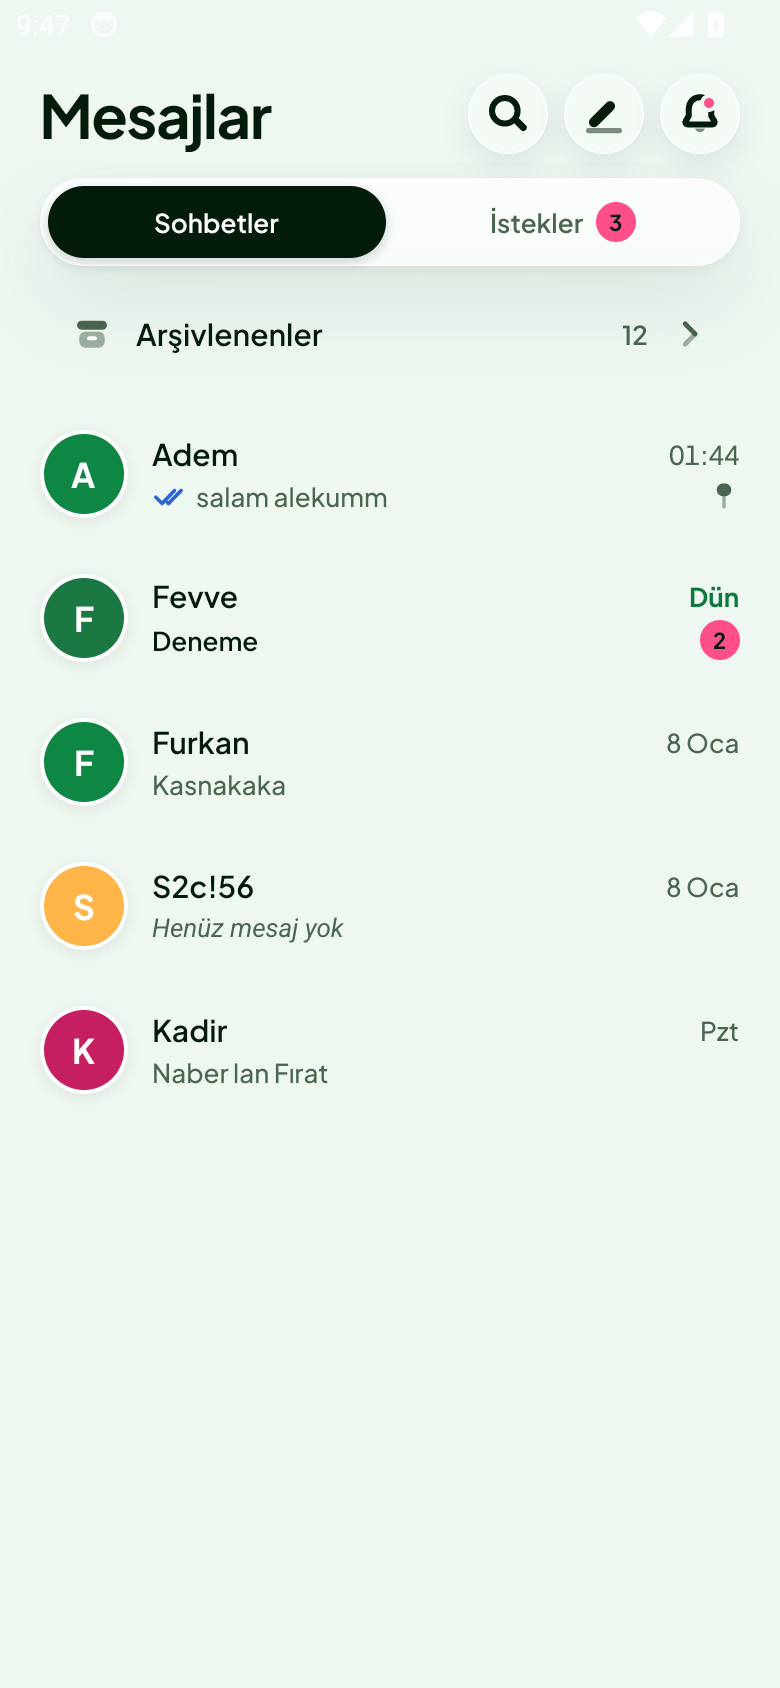 9:47
Mesajlar
Sohbetler
İstekler 3
Arşivlenenler 12
A Adem 01:44
salam alekumm
F Fevve Dün
Deneme 2
F Furkan 8 Oca
Kasnakaka
S S2c!56 8 Oca
Henüz mesaj yok
K Kadir Pzt
Naber lan Fırat